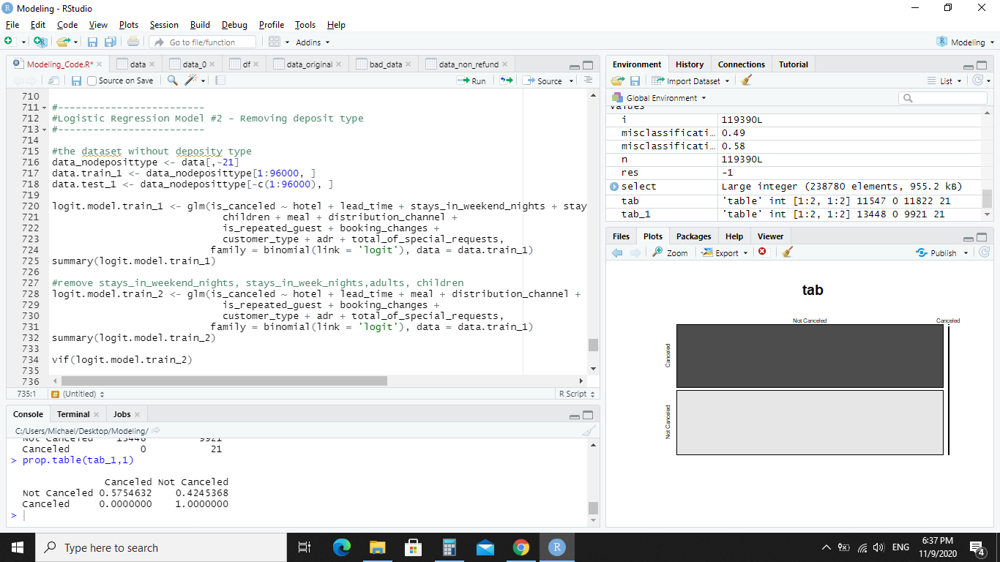 Modeling - RStudio
File Edit Code View Plots Session Build Debug Profile Tools Help
Go to file/function Addins Modeling
Modeling_Code.R* data data_0 df data_original bad_data data_non_refund
Source on Save Run Source
710
711 #-------------------------
712 #Logistic Regression Model #2 - Removing deposit type
713 #-------------------------
714
715 #the dataset without deposity type
716 data_nodeposittype <- data[,-21]
717 data.train_1 <- data_nodeposittype[1:96000, ]
718 data.test_1 <- data_nodeposittype[-c(1:96000), ]
719
720 logit.model.train_1 <- glm(is_canceled ~ hotel + lead_time + stays_in_weekend_nights + stay
721 children + meal + distribution_channel +
722 is_repeated_guest + booking_changes +
723 customer_type + adr + total_of_special_requests,
724 family = binomial(link = 'logit'), data = data.train_1)
725 summary(logit.model.train_1)
726
727 #remove stays_in_weekend_nights, stays_in_week_nights,adults, children
728 logit.model.train_2 <- glm(is_canceled ~ hotel + lead_time + meal + distribution_channel +
729 is_repeated_guest + booking_changes +
730 customer_type + adr + total_of_special_requests,
731 family = binomial(link = 'logit'), data = data.train_1)
732 summary(logit.model.train_2)
733
734 vif(logit.model.train_2)
735
736
735:1 # (Untitled) R Script
Console Terminal Jobs
C:/Users/Michael/Desktop/Modeling/
Not Canceled 13448 9921
Canceled 0 21
> prop.table(tab_1,1)
Canceled Not Canceled
Not Canceled 0.5754632 0.4245368
Canceled 0.0000000 1.0000000
>
Environment History Connections Tutorial
Import Dataset List
Global Environment
Values
i 119390L
misclassificati… 0.49
misclassificati… 0.58
n 119390L
res -1
select Large integer (238780 elements, 955.2 kB)
tab 'table' int [1:2, 1:2] 11547 0 11822 21
tab_1 'table' int [1:2, 1:2] 13448 0 9921 21
Files Plots Packages Help Viewer
Zoom Export Publish
tab
Not Canceled Canceled
Canceled
Not Canceled
Type here to search
ENG
6:37 PM
11/9/2020
4